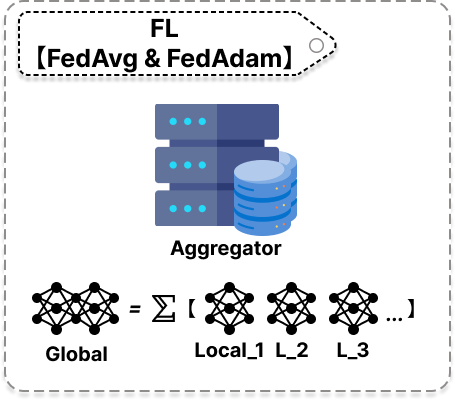 FL
【FedAvg & FedAdam】
Aggregator
= Σ 【 ... 】
Global
Local_1 L_2 L_3